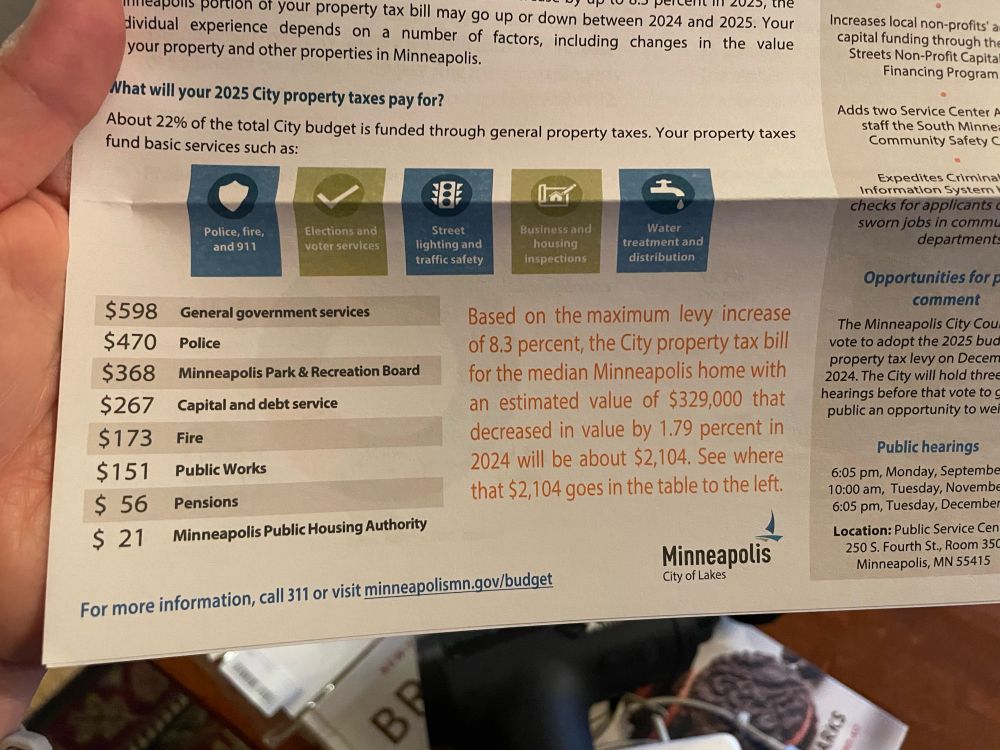 portion of your property tax bill may go up or down between 2024 and 2025. Your
dividual experience depends on a number of factors, including changes in the value
your property and other properties in Minneapolis.
What will your 2025 City property taxes pay for?
About 22% of the total City budget is funded through general property taxes. Your property taxes
fund basic services such as:
Police, fire,
and 911
Elections and
voter services
Street
lighting and
traffic safety
Business and
housing
inspections
Water
treatment and
distribution
$598 General government services
$470 Police
$368 Minneapolis Park & Recreation Board
$267 Capital and debt service
$173 Fire
$151 Public Works
$ 56 Pensions
$ 21 Minneapolis Public Housing Authority
Based on the maximum levy increase
of 8.3 percent, the City property tax bill
for the median Minneapolis home with
an estimated value of $329,000 that
decreased in value by 1.79 percent in
2024 will be about $2,104. See where
that $2,104 goes in the table to the left.
Minneapolis
City of Lakes
For more information, call 311 or visit minneapolismn.gov/budget
Increases local non-profits'
capital funding through the
Streets Non-Profit Capital
Financing Program
Adds two Service Center A
staff the South Minne
Community Safety C
Expedites Criminal
Information System
checks for applicants
sworn jobs in commu
departments
Opportunities for p
comment
The Minneapolis City Cou
vote to adopt the 2025 bud
property tax levy on Decem
2024. The City will hold three
hearings before that vote to g
public an opportunity to wei
Public hearings
6:05 pm, Monday, Septembe
10:00 am, Tuesday, Novembe
6:05 pm, Tuesday, December
Location: Public Service Cen
250 S. Fourth St., Room 350
Minneapolis, MN 55415